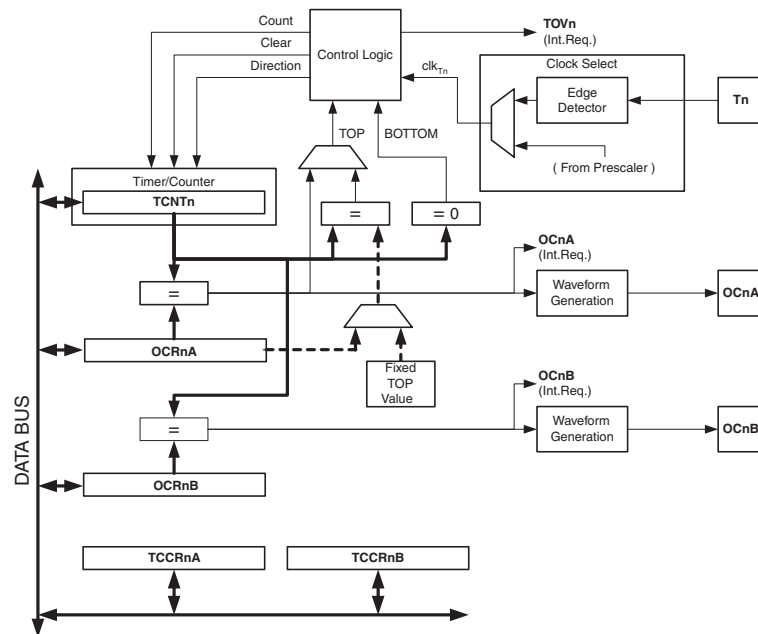 Count
Clear
Direction
Control Logic
TOVn
(Int.Req.)
clkTn
Clock Select
Edge
Detector
Tn
( From Prescaler )
TOP
BOTTOM
Timer/Counter
TCNTn
=
= 0
OCnA
(Int.Req.)
=
Waveform
Generation
OCnA
OCRnA
Fixed
TOP
Value
OCnB
(Int.Req.)
=
Waveform
Generation
OCnB
OCRnB
DATA BUS
TCCRnA
TCCRnB